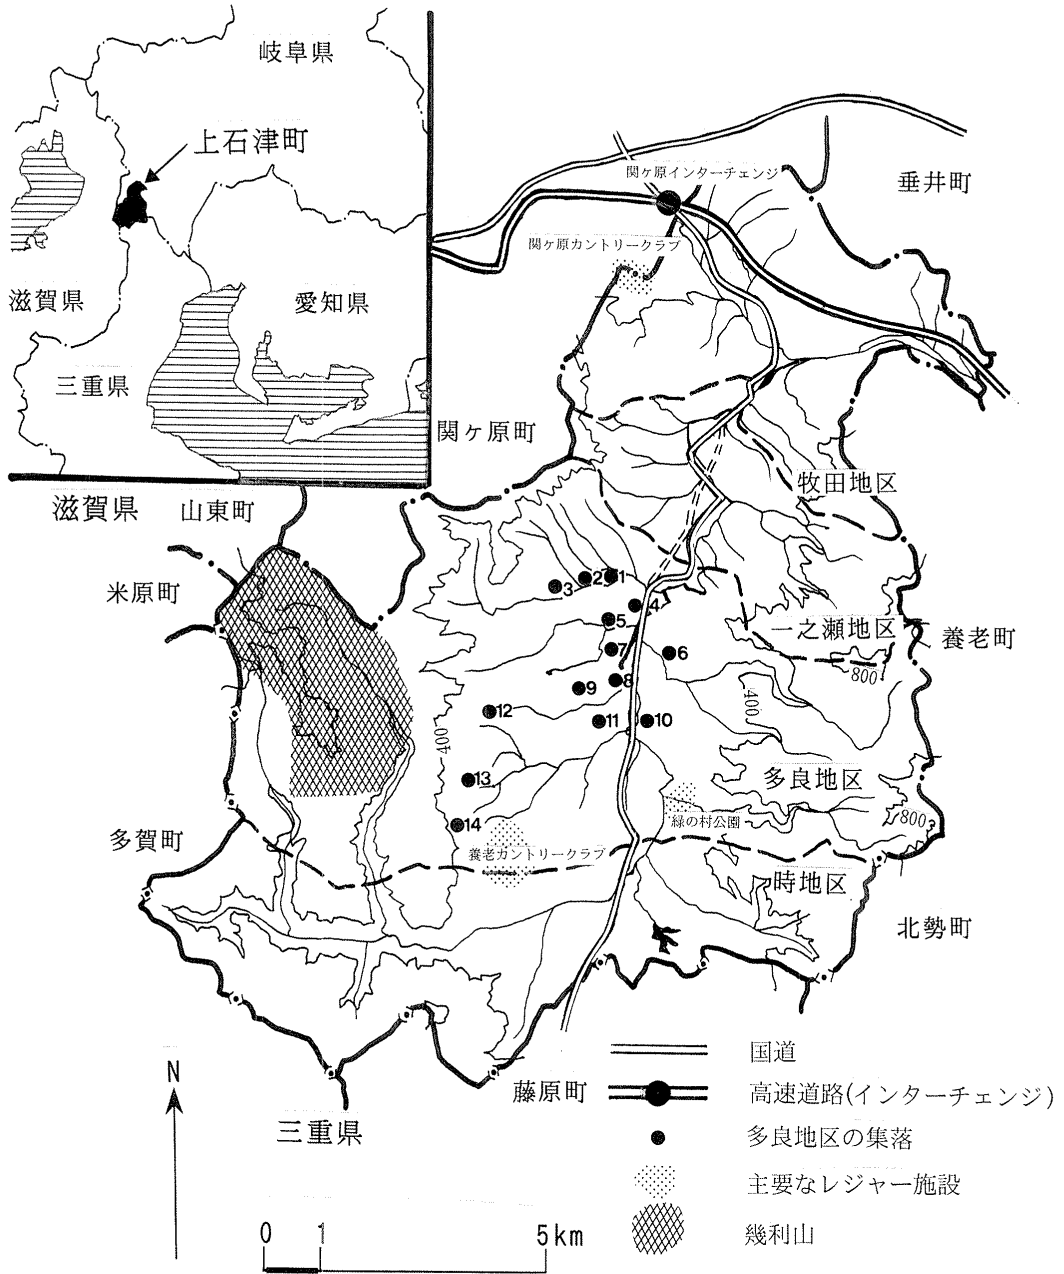 岐阜県
上石津町
滋賀県
愛知県
三重県
関ヶ原インターチェンジ
垂井町
関ヶ原カントリークラブ
関ヶ原町
牧田地区
滋賀県
山東町
米原町
1
2
3
4
5
6
7
8
9
10
11
12
13
14
一之瀬地区
養老町
800
400
400
多良地区
800
緑の村公園
多賀町
養老カントリークラブ
時地区
北勢町
藤原町
三重県
N
0 1 5km
国道
高速道路(インターチェンジ)
多良地区の集落
主要なレジャー施設
幾利山